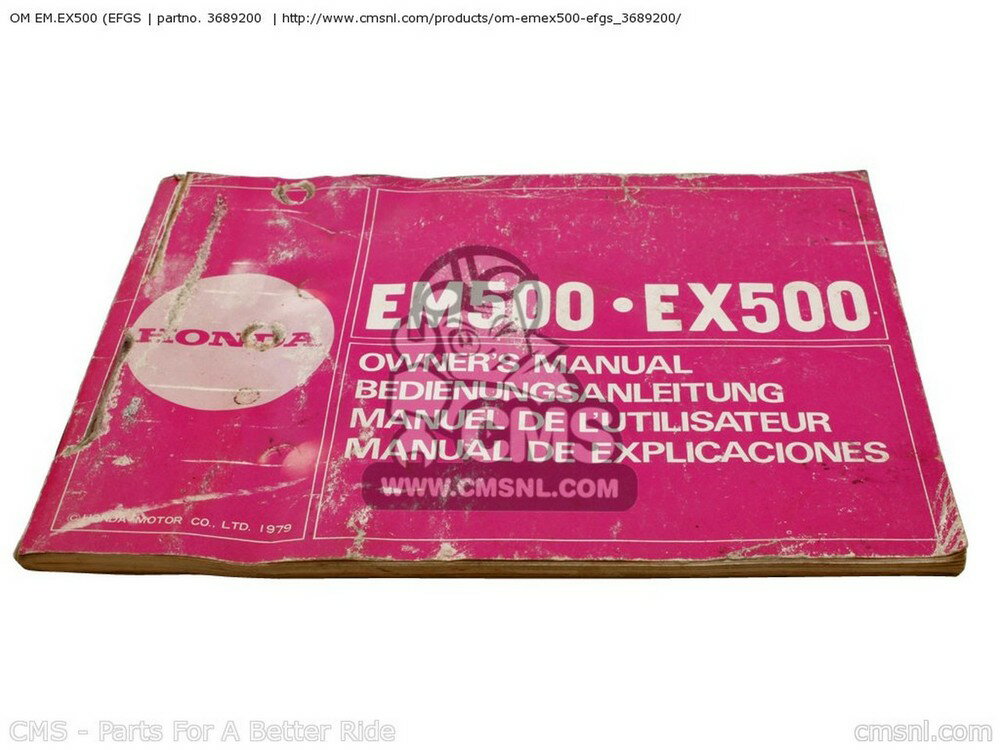 OM EM.EX500 (EFGS | partno. 3689200 | http://www.cmsnl.com/products/om-emex500-efgs_3689200/
HONDA
EM500 • EX500
OWNER'S MANUAL
BEDIENUNGSANLEITUNG
MANUEL DE L'UTILISATEUR
MANUAL DE EXPLICACIONES
CMS
WWW.CMSNL.COM
© HONDA MOTOR CO., LTD. 1979
CMS - Parts For A Better Ride
cmsnl.com